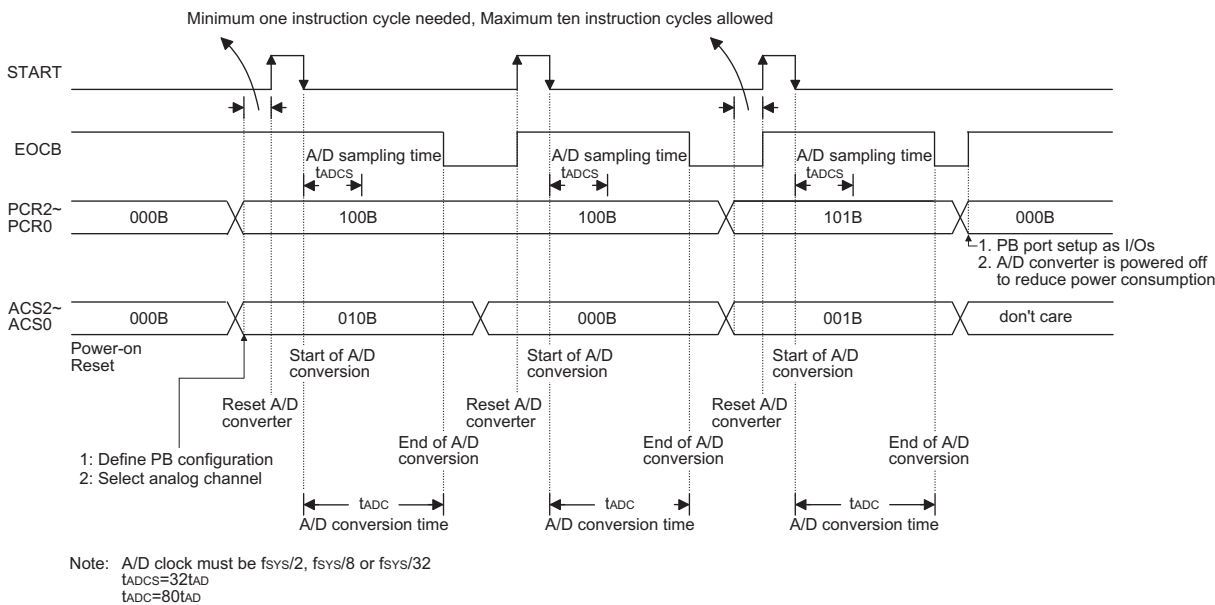 Minimum one instruction cycle needed, Maximum ten instruction cycles allowed
START
EOCB
A/D sampling time
tADCS
A/D sampling time
tADCS
A/D sampling time
tADCS
PCR2~
PCR0
000B
100B
100B
101B
000B
1. PB port setup as I/Os
2. A/D converter is powered off
to reduce power consumption
ACS2~
ACS0
000B
010B
000B
001B
don't care
Power-on
Reset
Start of A/D
conversion
Start of A/D
conversion
Start of A/D
conversion
Reset A/D
converter
Reset A/D
converter
Reset A/D
converter
End of A/D
conversion
End of A/D
conversion
End of A/D
conversion
1: Define PB configuration
2: Select analog channel
tADC
A/D conversion time
tADC
A/D conversion time
tADC
A/D conversion time
Note: A/D clock must be fSYS/2, fSYS/8 or fSYS/32
tADCS=32tAD
tADC=80tAD